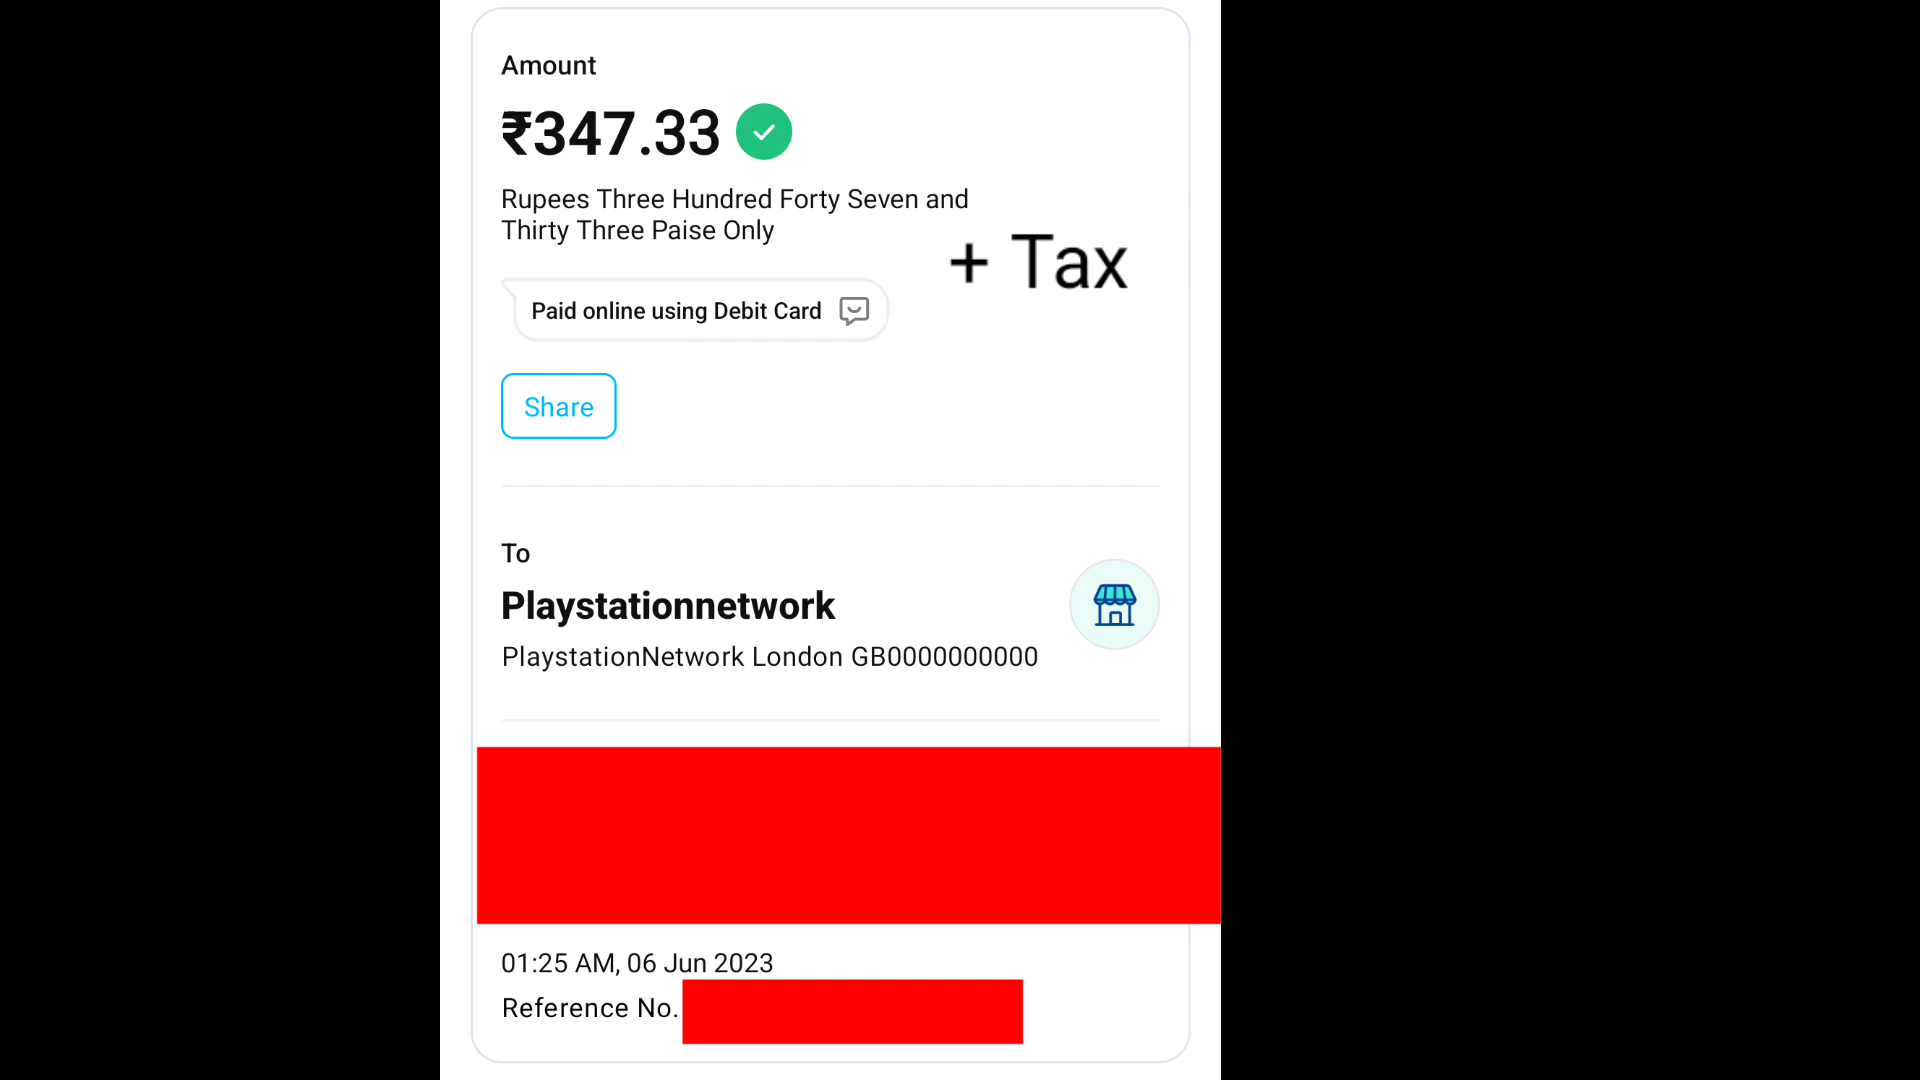 Amount
₹347.33
Rupees Three Hundred Forty Seven and
Thirty Three Paise Only
+ Tax
Paid online using Debit Card
Share
To
Playstationnetwork
PlaystationNetwork London GB0000000000
01:25 AM, 06 Jun 2023
Reference No.